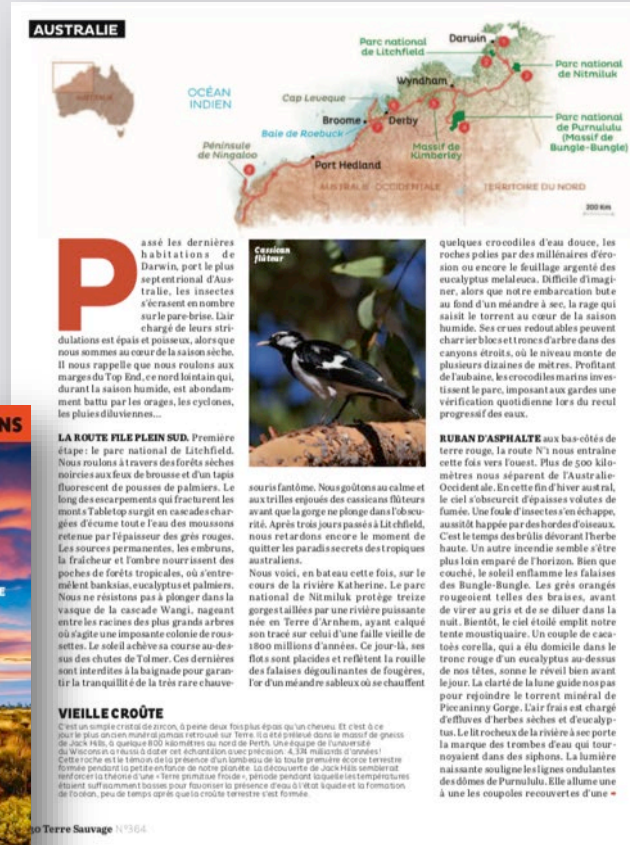 AUSTRALIE
Darwin
Parc national
de Litchfield
Parc national
de Nitmiluk
Wyndham
OCÉAN
INDIEN
Cap Leveque
Broome
Derby
Parc national
de Purnululu
(Massif de
Bungle-Bungle)
Baie de Roebuck
Massif de
Kimberley
Péninsule
de Ningaloo
Port Hedland
AUSTRALIE-OCCIDENTALE
TERRITOIRE DU NORD
200 Km
Passé les dernières
habitations de
Darwin, port le plus
septentrional d'Aus-
tralie, les insectes
s'écrasent en nombre
sur le pare-brise. L'air
chargé de leurs stri-
dulations est épais et poisseux, alors que
nous sommes au cœur de la saison sèche.
Il nous rappelle que nous roulons aux
marges du Top End, ce nord lointain qui,
durant la saison humide, est abondam-
ment battu par les orages, les cyclones,
les pluies diluviennes...
LA ROUTE FILE PLEIN SUD. Première
étape: le parc national de Litchfield.
Nous roulons à travers des forêts sèches
noircies aux feux de brousse et d'un tapis
fluorescent de pousses de palmiers. Le
long des escarpements qui fracturent les
monts Tabletop surgit en cascades char-
gées d'écume toute l'eau des moussons
retenue par l'épaisseur des grès rouges.
Les sources permanentes, les embruns,
la fraîcheur et l'ombre nourrissent des
poches de forêts tropicales, où s'entre-
mêlent banksias, eucalyptus et palmiers.
Nous ne résistons pas à plonger dans la
vasque de la cascade Wangi, nageant
entre les racines des plus grands arbres
où s'agite une imposante colonie de rous-
settes. Le soleil achève sa course au-des-
sus des chutes de Tolmer. Ces dernières
sont interdites à la baignade pour garan-
tir la tranquillité de la très rare chauve-
Cassican
flûteur
souris fantôme. Nous goûtons au calme et
aux trilles enjoués des cassicans flûteurs
avant que la gorge ne plonge dans l'obscu-
rité. Après trois jours passés à Litchfield,
nous retardons encore le moment de
quitter les paradis secrets des tropiques
australiens.
Nous voici, en bateau cette fois, sur le
cours de la rivière Katherine. Le parc
national de Nitmiluk protège treize
gorges taillées par une rivière puissante
née en Terre d'Arnhem, ayant calqué
son tracé sur celui d'une faille vieille de
1800 millions d'années. Ce jour-là, ses
flots sont placides et reflètent la rouille
des falaises dégoulinantes de fougères,
l'or d'un méandre sableux où se chauffent
quelques crocodiles d'eau douce, les
roches polies par des millénaires d'éro-
sion ou encore le feuillage argenté des
eucalyptus melaleuca. Difficile d'imagi-
ner, alors que notre embarcation bute
au fond d'un méandre à sec, la rage qui
saisit le torrent au cœur de la saison
humide. Ses crues redoutables peuvent
charrier blocs et troncs d'arbre dans des
canyons étroits, où le niveau monte de
plusieurs dizaines de mètres. Profitant
de l'aubaine, les crocodiles marins inves-
tissent le parc, imposant aux gardes une
vérification quotidienne lors du recul
progressif des eaux.
RUBAN D'ASPHALTE aux bas-côtés de
terre rouge, la route N°1 nous entraîne
cette fois vers l'ouest. Plus de 500 kilo-
mètres nous séparent de l'Australie-
Occidentale. En cette fin d'hiver austral,
le ciel s'obscurcit d'épaisses volutes de
fumée. Une foule d'insectes s'en échappe,
aussitôt happée par des hordes d'oiseaux.
C'est le temps des brûlis dévorant l'herbe
haute. Un autre incendie semble s'être
plus loin emparé de l'horizon. Bien que
couché, le soleil enflamme les falaises
des Bungle-Bungle. Les grès orangés
rougeoient telles des braises, avant
de virer au gris et de se diluer dans la
nuit. Bientôt, le ciel étoilé emplit notre
tente moustiquaire. Un couple de caca-
toès corella, qui a élu domicile dans le
tronc rouge d'un eucalyptus au-dessus
de nos têtes, sonne le réveil bien avant
le jour. La clarté de la lune guide nos pas
pour rejoindre le torrent minéral de
Piccaninny Gorge. L'air frais est chargé
d'effluves d'herbes sèches et d'eucalyp-
tus. Le lit rocheux de la rivière à sec porte
la marque des trombes d'eau qui tour-
noyaient dans des siphons. La lumière
naissante souligne les lignes ondulantes
des dômes de Purnululu. Elle allume une
à une les coupoles recouvertes d'une
VIEILLE CROÛTE
C'est un simple cristal de zircon, à peine deux fois plus épais qu'un cheveu. Et c'est à ce
jour le plus ancien minéral jamais retrouvé sur Terre. Il a été prélevé dans le massif de gneiss
de Jack Hills, à quelque 800 kilomètres au nord de Perth. Une équipe de l'université
du Wisconsin a réussi à dater cet échantillon avec précision: 4,374 milliards d'années!
Cette roche est le témoin de la présence d'un lambeau de la toute première écorce terrestre
formée pendant la petite enfance de notre planète. La découverte de Jack Hills semblerait
renforcer la théorie d'une «Terre primitive froide», période pendant laquelle les températures
étaient suffisamment basses pour favoriser la présence d'eau à l'état liquide et la formation
de l'océan, peu de temps après que la croûte terrestre s'est formée.
Terre Sauvage N°364
NS